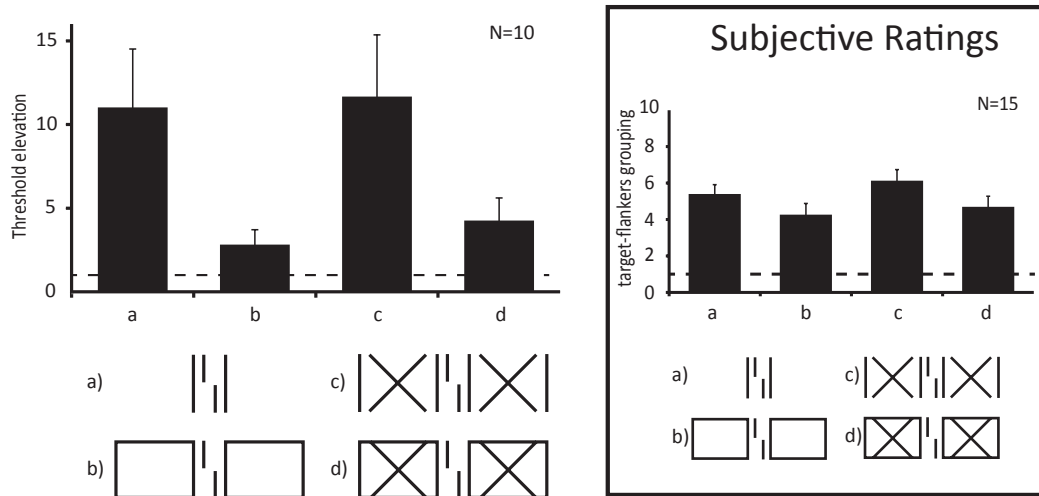 15
10
5
0
Threshold elevation
N=10
a b c d
a)
c)
b)
d)
Subjective Ratings
10
8
6
4
2
0
target-flankers grouping
N=15
a b c d
a)
c)
b)
d)